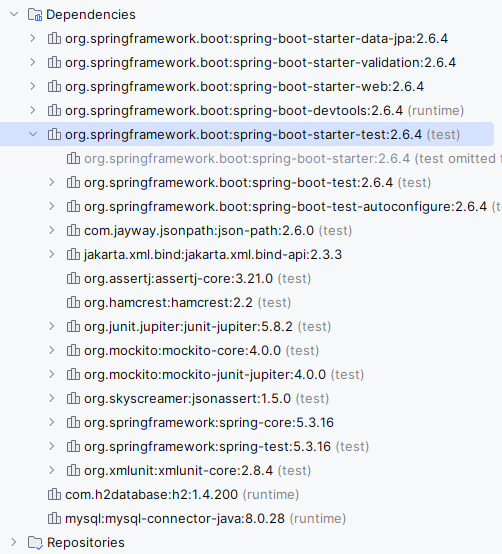 Dependencies
org.springframework.boot:spring-boot-starter-data-jpa:2.6.4
org.springframework.boot:spring-boot-starter-validation:2.6.4
org.springframework.boot:spring-boot-starter-web:2.6.4
org.springframework.boot:spring-boot-devtools:2.6.4 (runtime)
org.springframework.boot:spring-boot-starter-test:2.6.4 (test)
org.springframework.boot:spring-boot-starter:2.6.4 (test omitted f
org.springframework.boot:spring-boot-test:2.6.4 (test)
org.springframework.boot:spring-boot-test-autoconfigure:2.6.4 (t
com.jayway.jsonpath:json-path:2.6.0 (test)
jakarta.xml.bind:jakarta.xml.bind-api:2.3.3
org.assertj:assertj-core:3.21.0 (test)
org.hamcrest:hamcrest:2.2 (test)
org.junit.jupiter:junit-jupiter:5.8.2 (test)
org.mockito:mockito-core:4.0.0 (test)
org.mockito:mockito-junit-jupiter:4.0.0 (test)
org.skyscreamer:jsonassert:1.5.0 (test)
org.springframework:spring-core:5.3.16
org.springframework:spring-test:5.3.16 (test)
org.xmlunit:xmlunit-core:2.8.4 (test)
com.h2database:h2:1.4.200 (runtime)
mysql:mysql-connector-java:8.0.28 (runtime)
Repositories